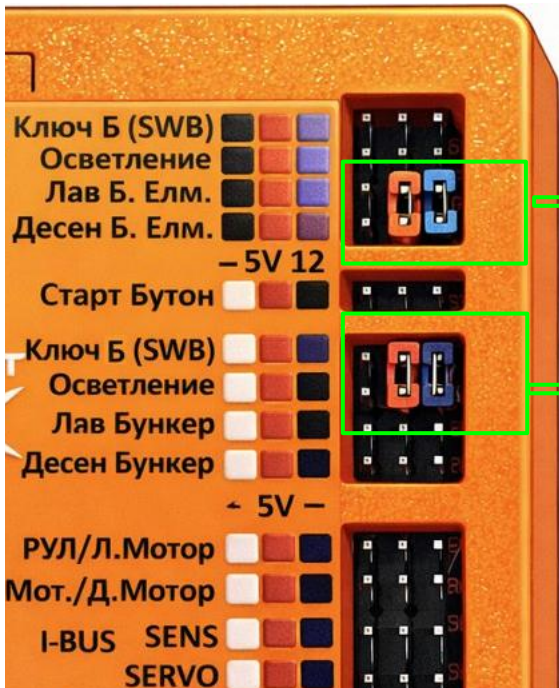 Ключ Б (SWB)
Осветление
Лав Б. Елм.
Десен Б. Елм.
– 5V 12
Старт Бутон
Ключ Б (SWB)
Осветление
Лав Бункер
Десен Бункер
5V –
РУЛ/Л.Мотор
Мот./Д.Мотор
I-BUS SENS
SERVO